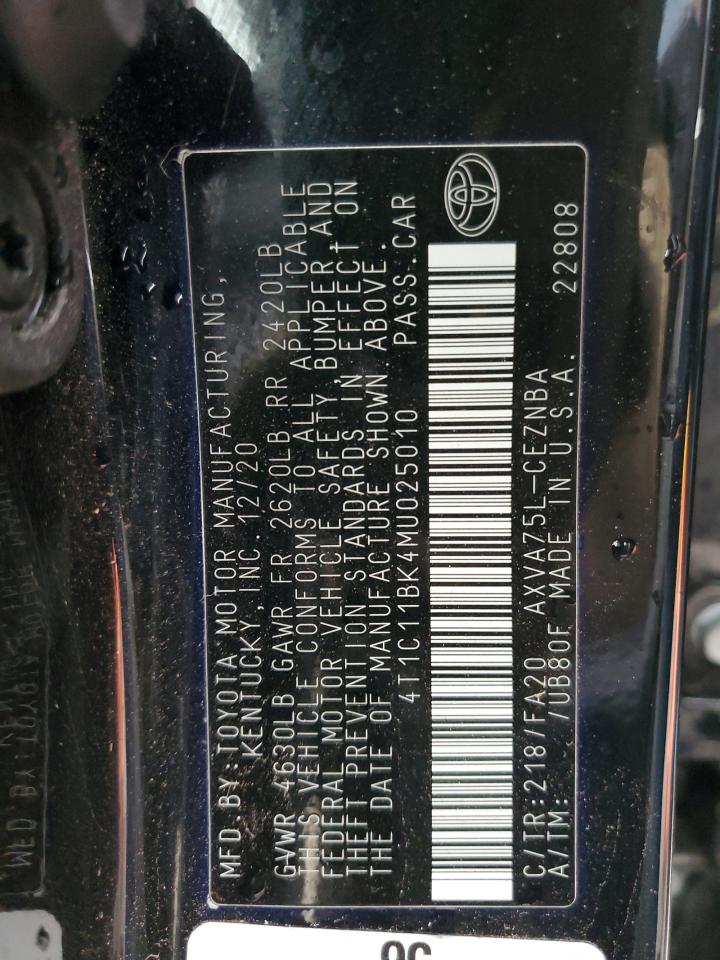 MFD.BY:TOYOTA MOTOR MANUFACTURING,
KENTUCKY,INC.12/20
GVWR 4630LB GAWR FR 2620LB RR 2420LB
THIS VEHICLE CONFORMS TO ALL APPLICABLE
FEDERAL MOTOR VEHICLE SAFETY, BUMPER, AND
THEFT PREVENTION STANDARDS IN EFFECT ON
THE DATE OF MANUFACTURE SHOWN ABOVE.
4T1C11BK4MU025010 PASS.CAR
C/TR:218/FA20 AXVA75L-CEZNBA
A/TM: /UB80F MADE IN U.S.A. 22808